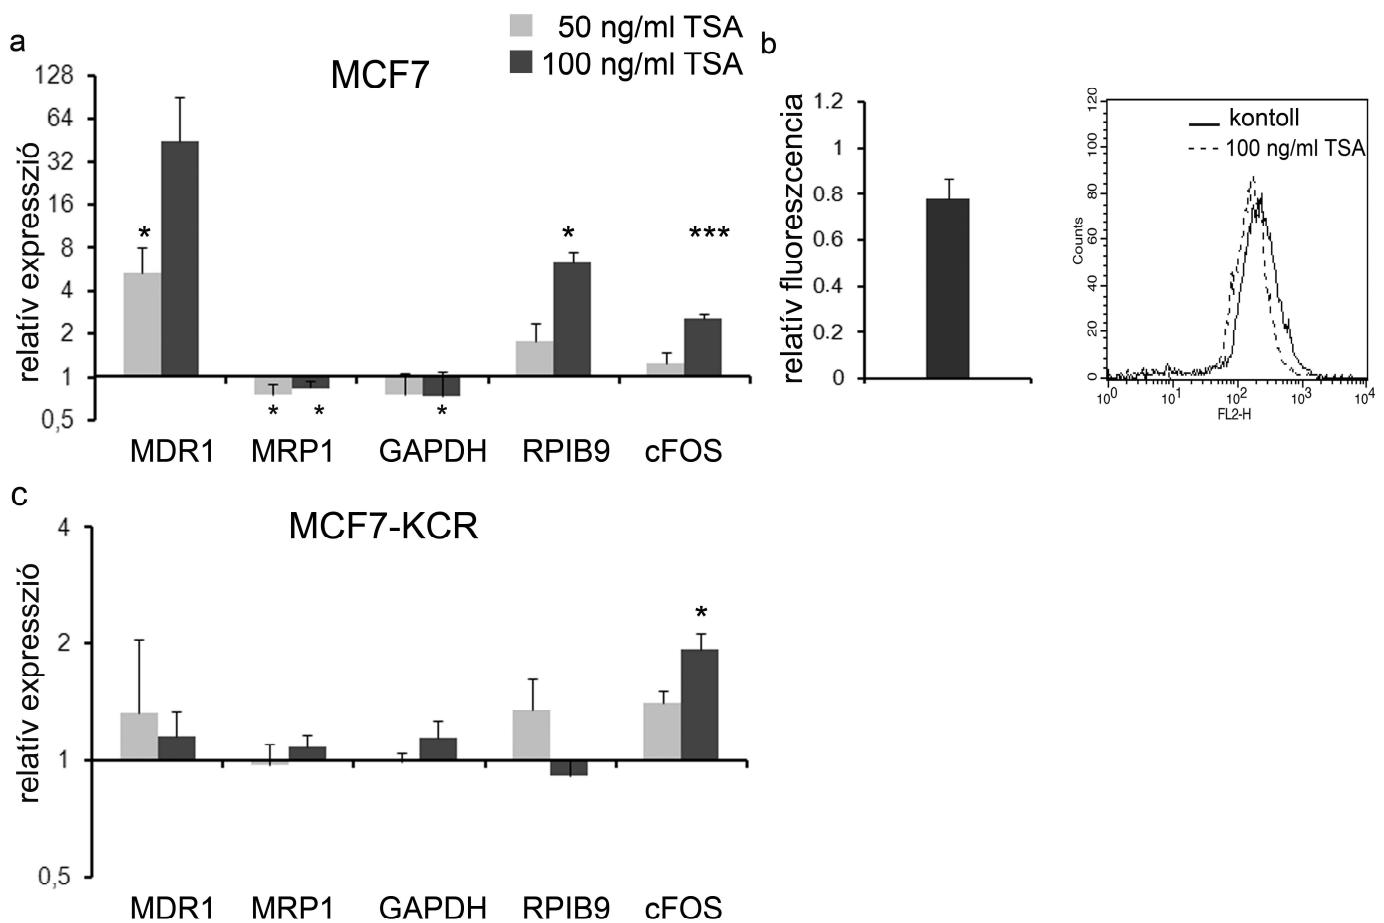 a
50 ng/ml TSA
100 ng/ml TSA
MCF7
relatív expresszió
128
64
32
16
8
4
2
1
0,5
*
* *
*
*
***
MDR1 MRP1 GAPDH RPIB9 cFOS
b
relatív fluoreszcencia
1.2
1
0.8
0.6
0.4
0.2
0
kontoll
100 ng/ml TSA
Counts
120
100
80
60
40
20
0
10⁰ 10¹ 10² 10³ 10⁴
FL2-H
c
MCF7-KCR
relatív expresszió
4
2
1
0,5
*
MDR1 MRP1 GAPDH RPIB9 cFOS